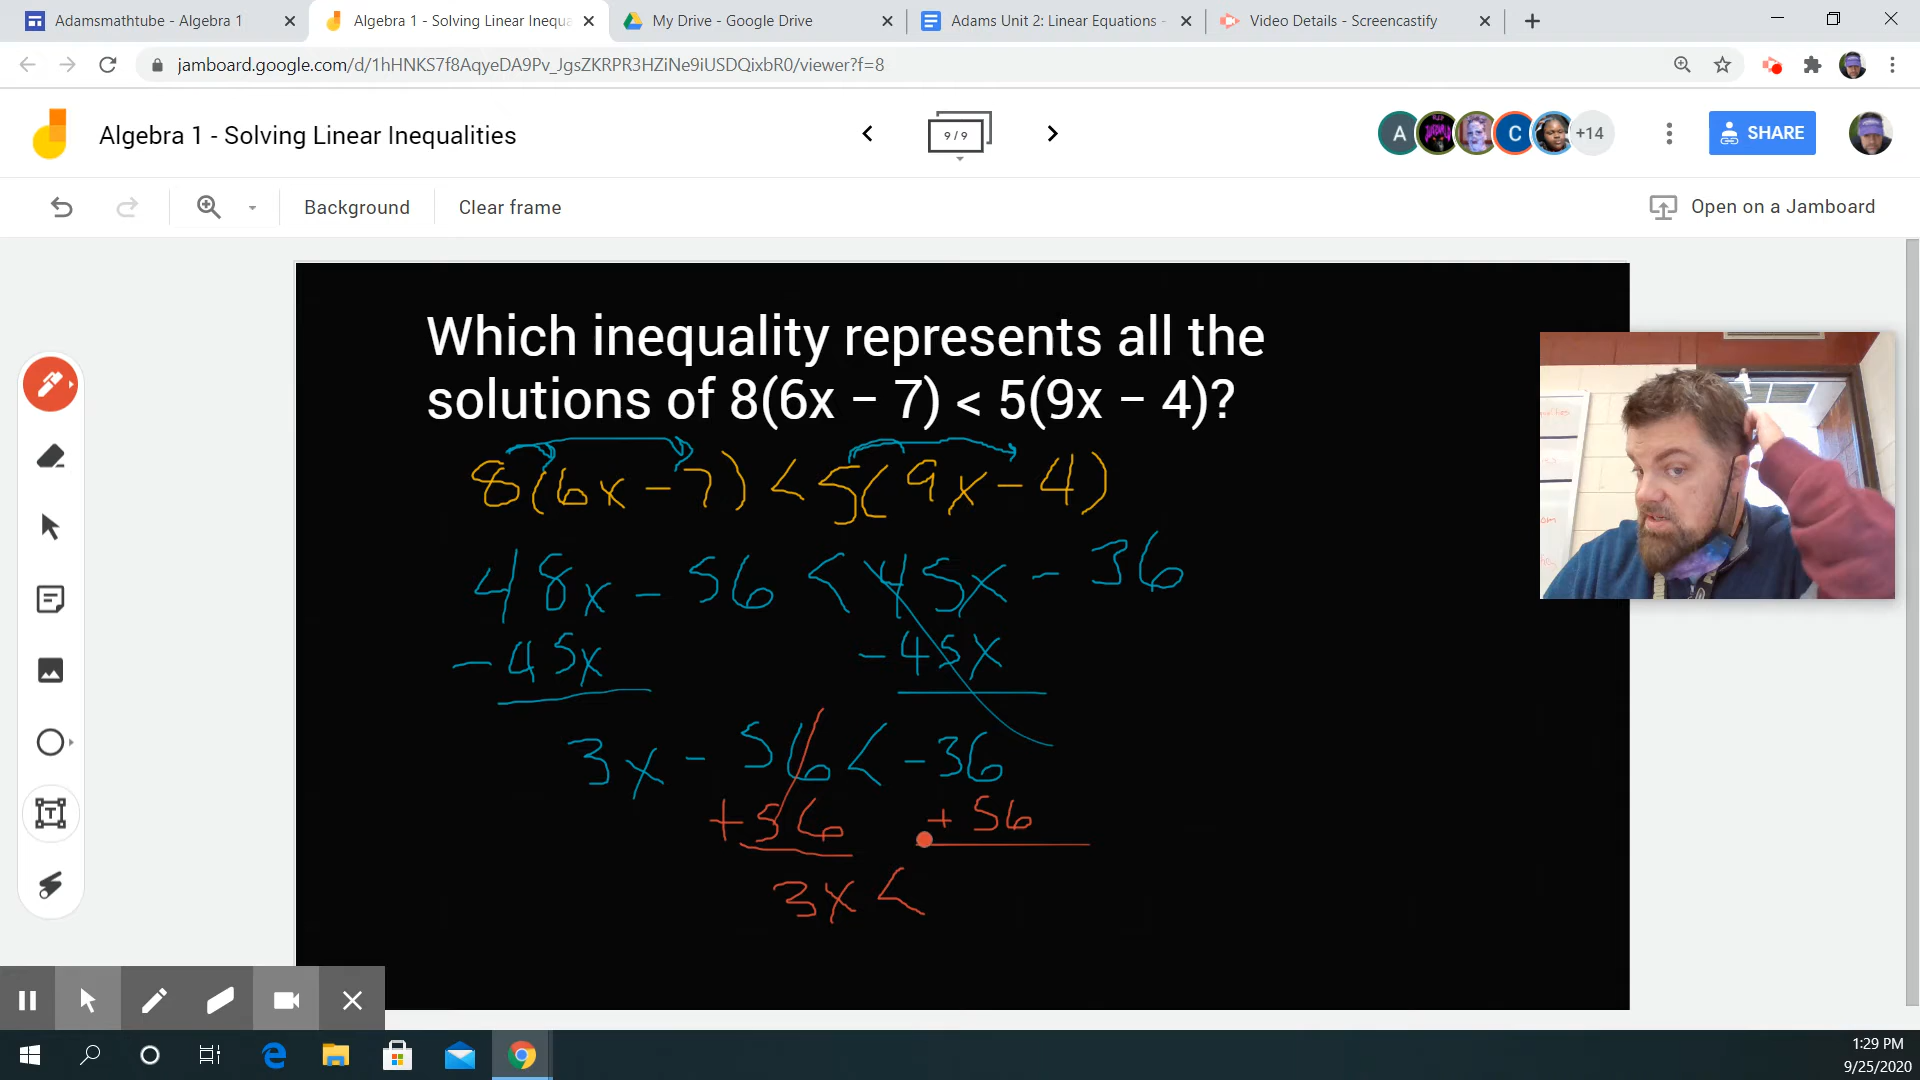 Adamsmathtube - Algebra 1
Algebra 1 - Solving Linear Inequa
My Drive - Google Drive
Adams Unit 2: Linear Equations -
Video Details - Screencastify
jamboard.google.com/d/1hHNKS7f8AqyeDA9Pv_JgsZKRPR3HZiNe9iUSDQixbR0/viewer?f=8
Algebra 1 - Solving Linear Inequalities
9 / 9
A
C
+14
SHARE
Background
Clear frame
Open on a Jamboard
Which inequality represents all the
solutions of 8(6x − 7) < 5(9x − 4)?
8(6x - 7) < 5(9x - 4)
48x - 56 < 45x - 36
- 45x - 45x
3x - 56 < - 36
+ 56 + 56
3x <
1:29 PM
9/25/2020